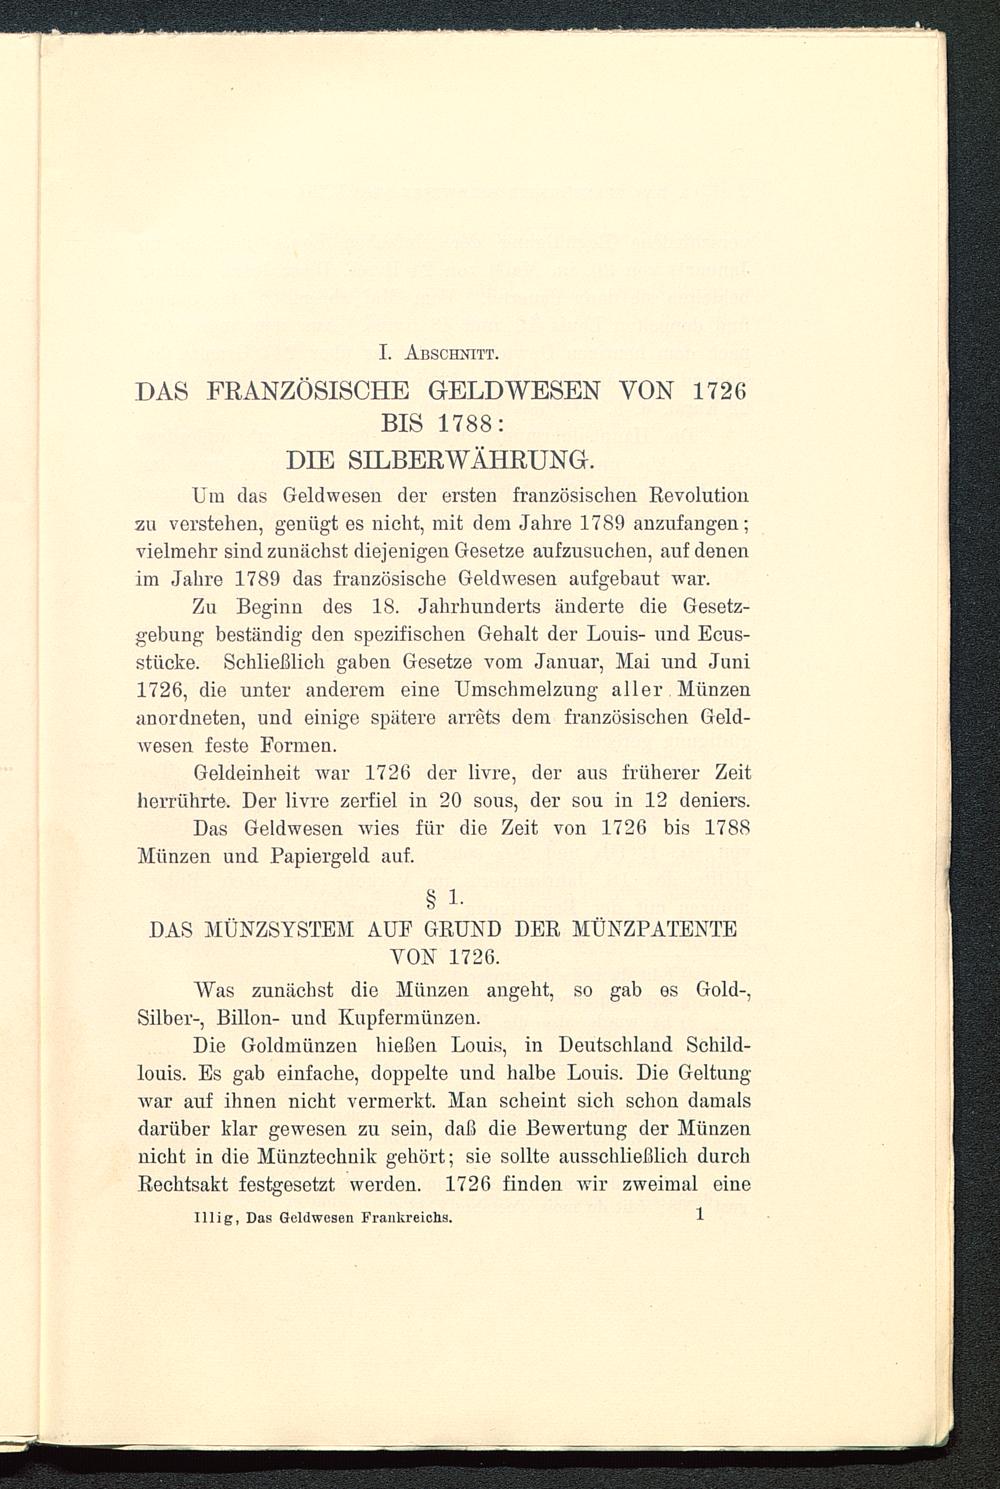 I. Abschnitt.
DAS FRANZÖSISCHE GELDWESEN VON 1726
BIS 1788:
DIE SILBERWÄHRUNG.
Um das Geldwesen der ersten französischen Revolution
zu verstehen, genügt es nicht, mit dem Jahre 1789 anzufangen;
vielmehr sind zunächst diejenigen Gesetze aufzusuchen, auf denen
im Jahre 1789 das französische Geldwesen aufgebaut war.
Zu Beginn des 18. Jahrhunderts änderte die Gesetz-
gebung beständig den spezifischen Gehalt der Louis- und Ecus-
stücke. Schließlich gaben Gesetze vom Januar, Mai und Juni
1726, die unter anderem eine Umschmelzung aller Münzen
anordneten, und einige spätere arrêts dem französischen Geld-
wesen feste Formen.
Geldeinheit war 1726 der livre, der aus früherer Zeit
herrührte. Der livre zerfiel in 20 sous, der sou in 12 deniers.
Das Geldwesen wies für die Zeit von 1726 bis 1788
Münzen und Papiergeld auf.
§ 1.
DAS MÜNZSYSTEM AUF GRUND DER MÜNZPATENTE
VON 1726.
Was zunächst die Münzen angeht, so gab es Gold-,
Silber-, Billon- und Kupfermünzen.
Die Goldmünzen hießen Louis, in Deutschland Schild-
louis. Es gab einfache, doppelte und halbe Louis. Die Geltung
war auf ihnen nicht vermerkt. Man scheint sich schon damals
darüber klar gewesen zu sein, daß die Bewertung der Münzen
nicht in die Münztechnik gehört; sie sollte ausschließlich durch
Rechtsakt festgesetzt werden. 1726 finden wir zweimal eine
Illig, Das Geldwesen Frankreichs. 1